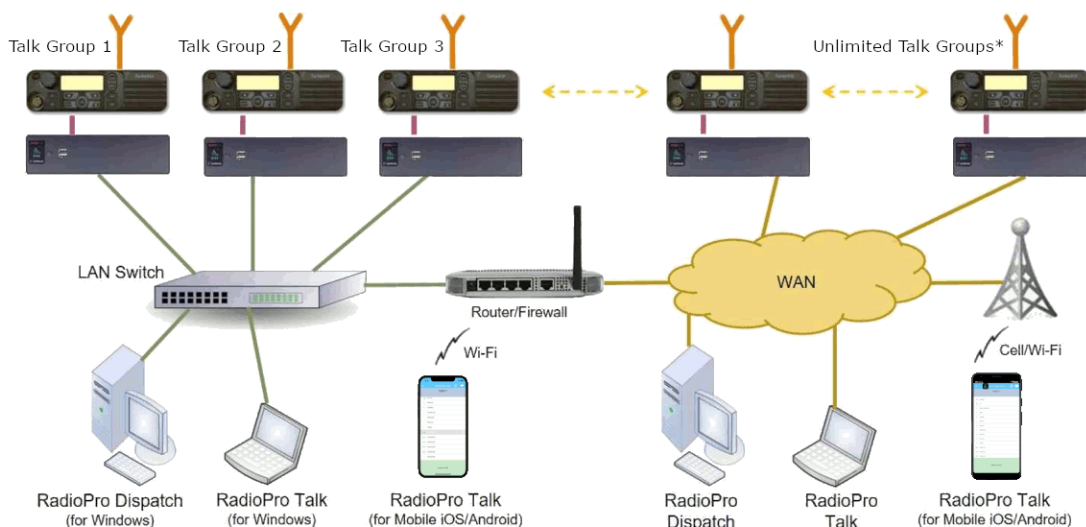 Talk Group 1
Talk Group 2
Talk Group 3
Unlimited Talk Groups*
LAN Switch
Router/Firewall
WAN
Wi-Fi
Cell/Wi-Fi
RadioPro Dispatch
(for Windows)
RadioPro Talk
(for Windows)
RadioPro Talk
(for Mobile iOS/Android)
RadioPro
Dispatch
RadioPro
Talk
RadioPro Talk
(for Mobile iOS/Android)